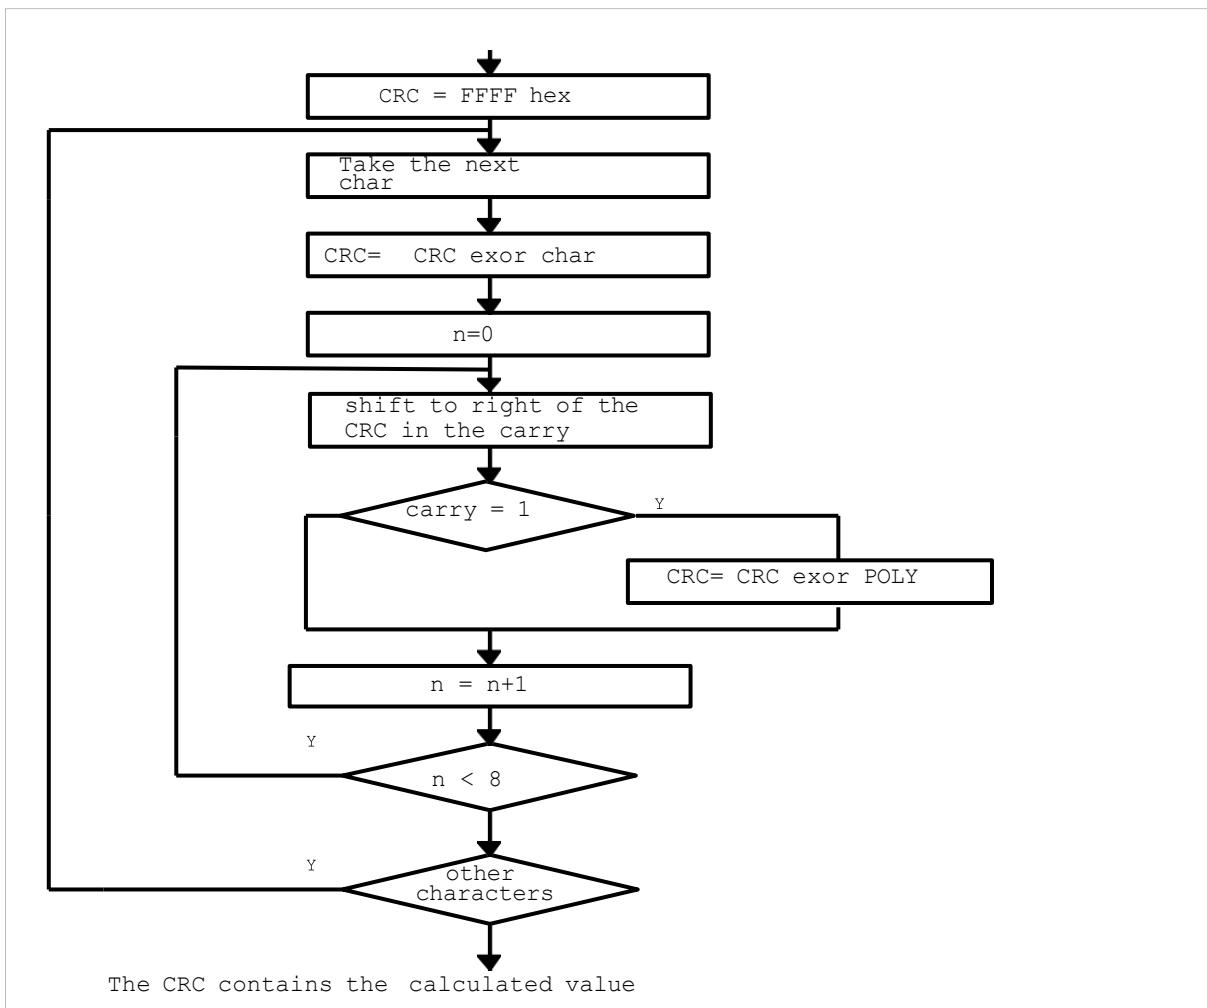 CRC = FFFF hex
Take the next
char
CRC= CRC exor char
n=0
shift to right of the
CRC in the carry
carry = 1
Y
CRC= CRC exor POLY
n = n+1
Y
n < 8
Y
other
characters
The CRC contains the calculated value